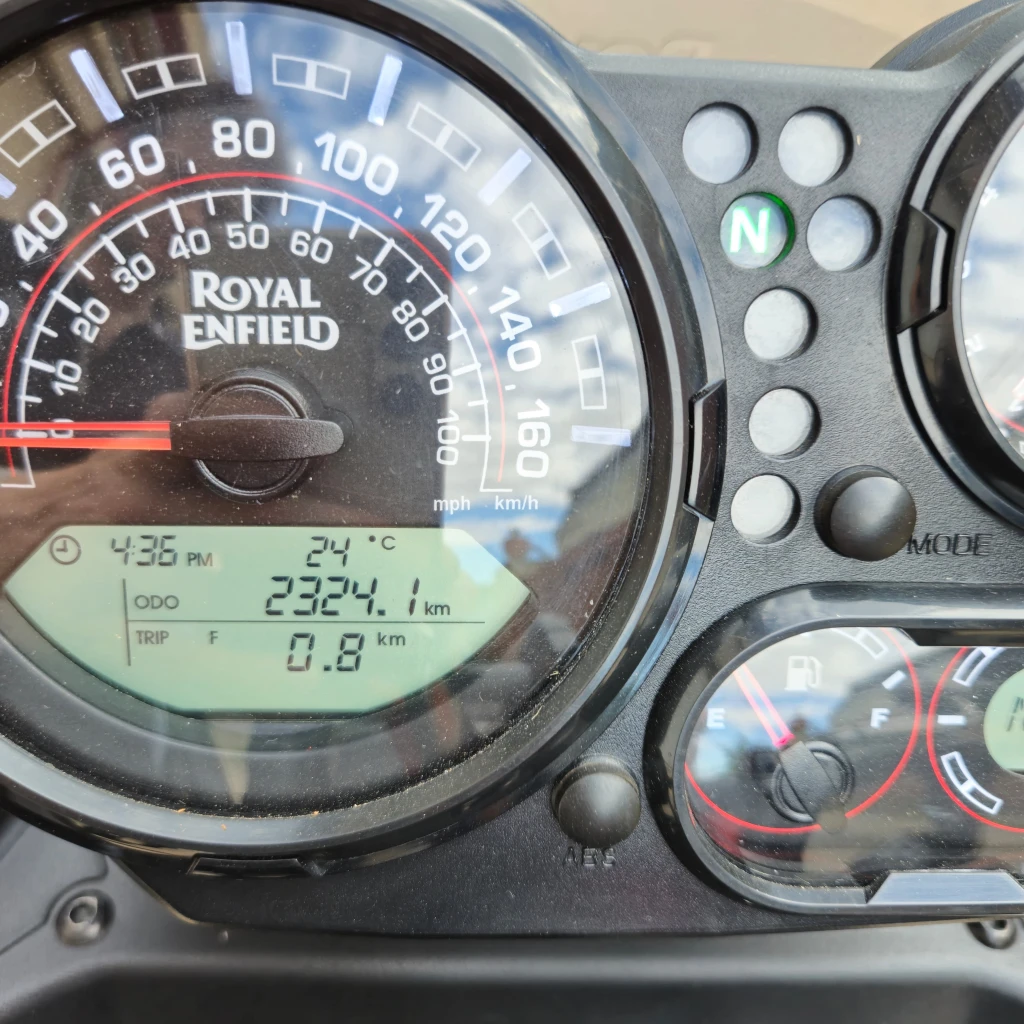 40 60 80 100 120 140 160
0 10 20 30 40 50 60 70 80 90 100
ROYAL
ENFIELD
mph km/h
4:36 PM 24 °C
ODO 2324.1 km
TRIP F 0.8 km
N
MODE
E F
ABS